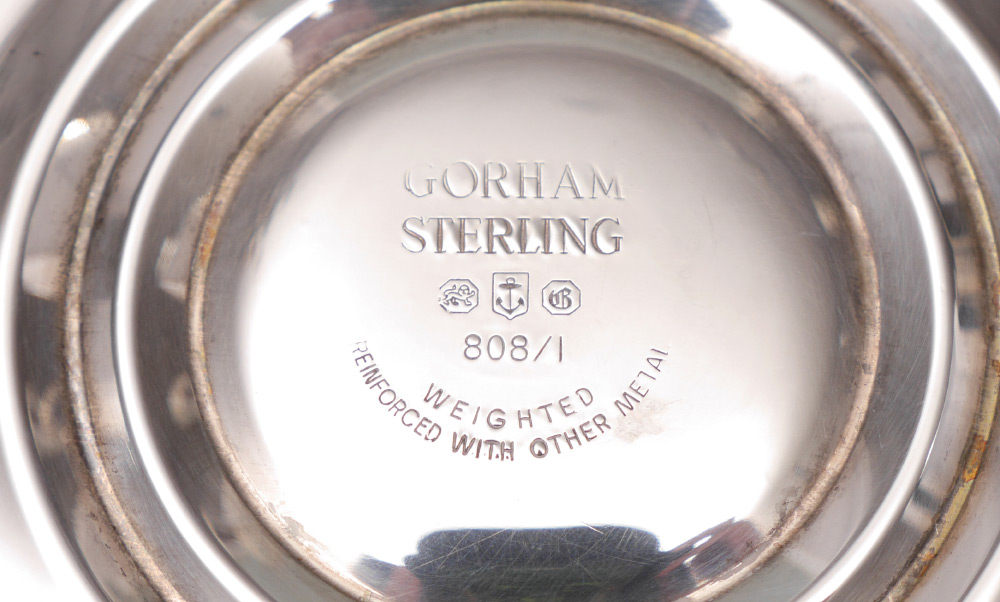 GORHAM
STERLING
G
808/1
WEIGHTED
REINFORCED WITH OTHER METAL